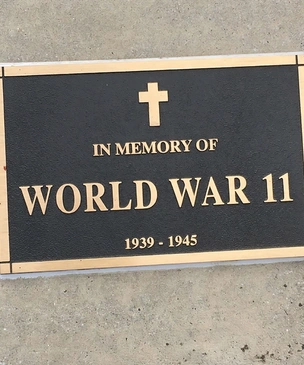 IN MEMORY OF
WORLD WAR 11
1939 - 1945